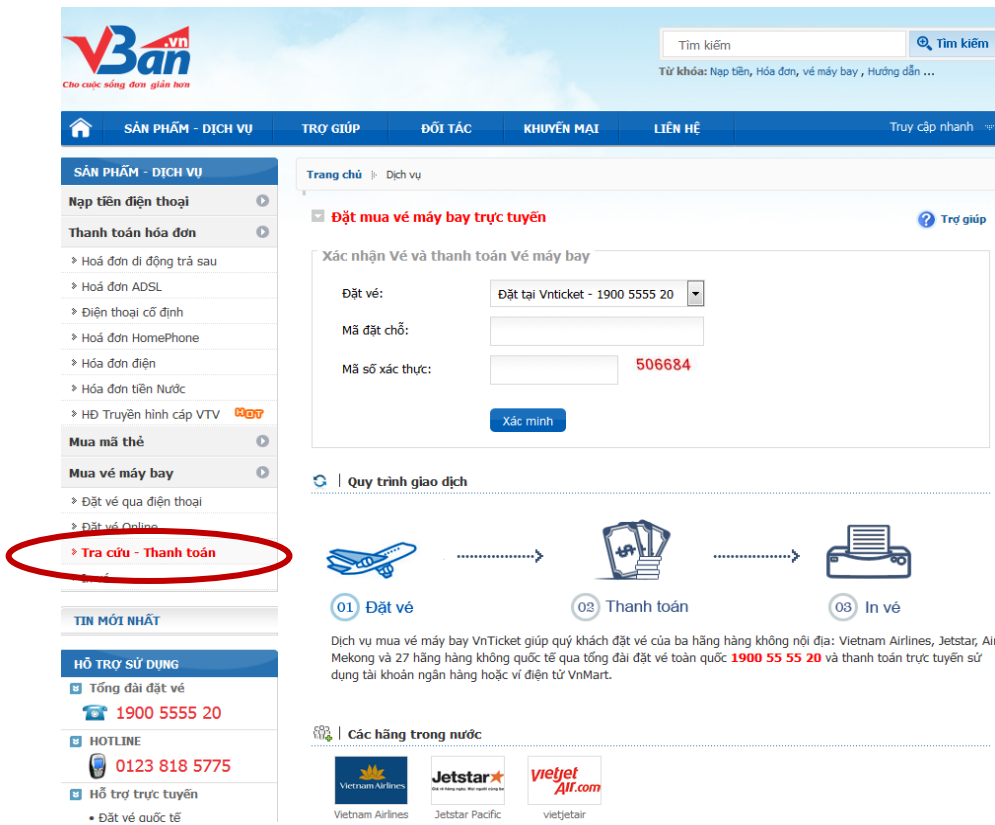 VBan.vn
Cho cuộc sống đơn giản hơn
Tìm kiếm
Tìm kiếm
Từ khóa: Nạp tiền, Hóa đơn, vé máy bay , Hướng dẫn ...
SẢN PHẨM - DỊCH VỤ
TRỢ GIÚP
ĐỐI TÁC
KHUYẾN MẠI
LIÊN HỆ
Truy cập nhanh
SẢN PHẨM - DỊCH VỤ
Nạp tiền điện thoại
Thanh toán hóa đơn
Hoá đơn di động trả sau
Hoá đơn ADSL
Điện thoại cố định
Hoá đơn HomePhone
Hóa đơn điện
Hóa đơn tiền Nước
HĐ Truyền hình cáp VTV HOT
Mua mã thẻ
Mua vé máy bay
Đặt vé qua điện thoại
Đặt vé Online
Tra cứu - Thanh toán
TIN MỚI NHẤT
HỖ TRỢ SỬ DỤNG
Tổng đài đặt vé
1900 5555 20
HOTLINE
0123 818 5775
Hỗ trợ trực tuyến
• Đặt vé quốc tế
Trang chủ Dịch vụ
Đặt mua vé máy bay trực tuyến
Trợ giúp
Xác nhận Vé và thanh toán Vé máy bay
Đặt vé:
Đặt tại Vnticket - 1900 5555 20
Mã đặt chỗ:
Mã số xác thực:
506684
Xác minh
Quy trình giao dịch
01 Đặt vé
02 Thanh toán
03 In vé
Dịch vụ mua vé máy bay VnTicket giúp quý khách đặt vé của ba hãng hàng không nội địa: Vietnam Airlines, Jetstar, Air
Mekong và 27 hãng hàng không quốc tế qua tổng đài đặt vé toàn quốc 1900 55 55 20 và thanh toán trực tuyến sử
dụng tài khoản ngân hàng hoặc ví điện tử VnMart.
Các hãng trong nước
Vietnam Airlines
Jetstar
vietjet
Air.com
Vietnam Airlines
Jetstar Pacific
vietjetair